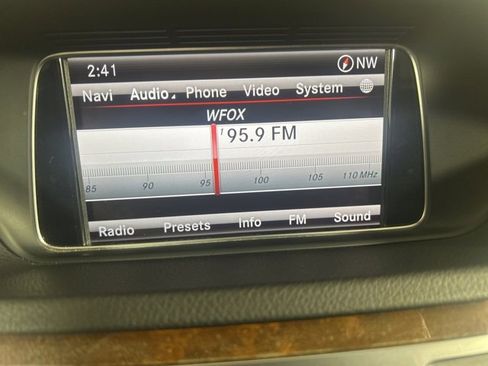 2:41 NW
Navi Audio Phone Video System
WFOX
1 95.9 FM
85 90 95 100 105 110 MHz
Radio Presets Info FM Sound